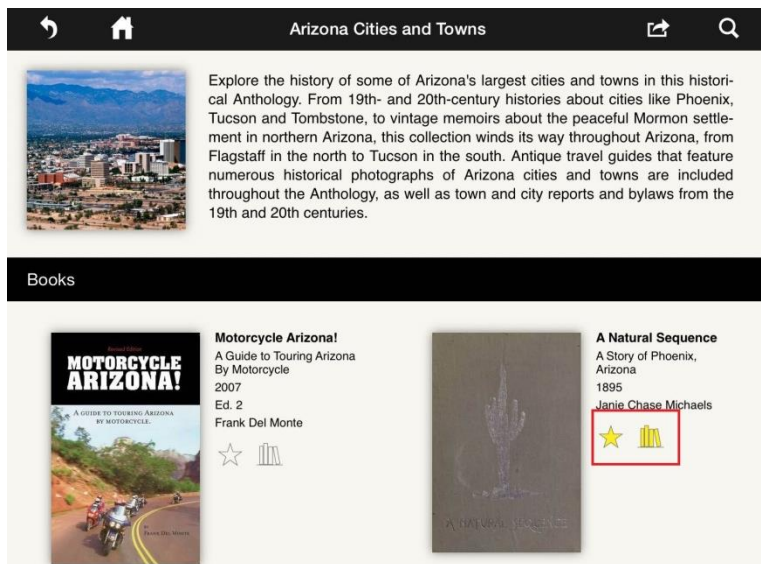 Arizona Cities and Towns
Explore the history of some of Arizona's largest cities and towns in this histori-
cal Anthology. From 19th- and 20th-century histories about cities like Phoenix,
Tucson and Tombstone, to vintage memoirs about the peaceful Mormon settle-
ment in northern Arizona, this collection winds its way throughout Arizona, from
Flagstaff in the north to Tucson in the south. Antique travel guides that feature
numerous historical photographs of Arizona cities and towns are included
throughout the Anthology, as well as town and city reports and bylaws from the
19th and 20th centuries.
Books
Revised Edition
MOTORCYCLE
ARIZONA!
A GUIDE TO TOURING ARIZONA
BY MOTORCYCLE.
BY
FRANK DEL MONTE
Motorcycle Arizona!
A Guide to Touring Arizona
By Motorcycle
2007
Ed. 2
Frank Del Monte
A NATURAL SEQUENCE
A Natural Sequence
A Story of Phoenix,
Arizona
1895
Janie Chase Michaels